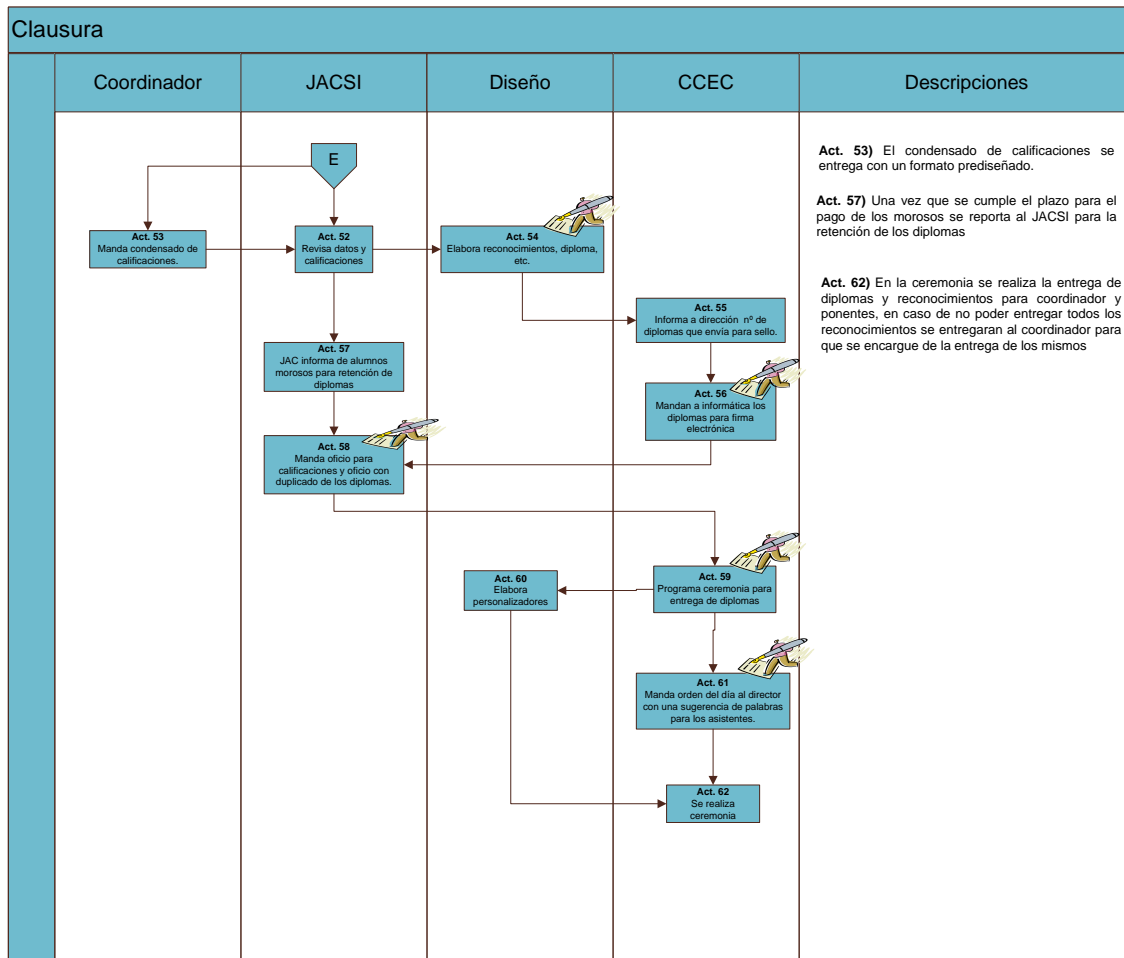 Clausura
Coordinador
JACSI
Diseño
CCEC
Descripciones
E
Act. 53
Manda condensado de
calificaciones.
Act. 52
Revisa datos y
calificaciones
Act. 54
Elabora reconocimientos, diploma,
etc.
Act. 55
Informa a dirección nº de
diplomas que envía para sello.
Act. 57
JAC informa de alumnos
morosos para retención de
diplomas
Act. 56
Mandan a informática los
diplomas para firma
electrónica
Act. 58
Manda oficio para
calificaciones y oficio con
duplicado de los diplomas.
Act. 59
Programa ceremonia para
entrega de diplomas
Act. 60
Elabora
personalizadores
Act. 61
Manda orden del día al director
con una sugerencia de palabras
para los asistentes.
Act. 62
Se realiza
ceremonia
Act. 53) El condensado de calificaciones se
entrega con un formato prediseñado.
Act. 57) Una vez que se cumple el plazo para el
pago de los morosos se reporta al JACSI para la
retención de los diplomas
Act. 62) En la ceremonia se realiza la entrega de
diplomas y reconocimientos para coordinador y
ponentes, en caso de no poder entregar todos los
reconocimientos se entregaran al coordinador para
que se encargue de la entrega de los mismos